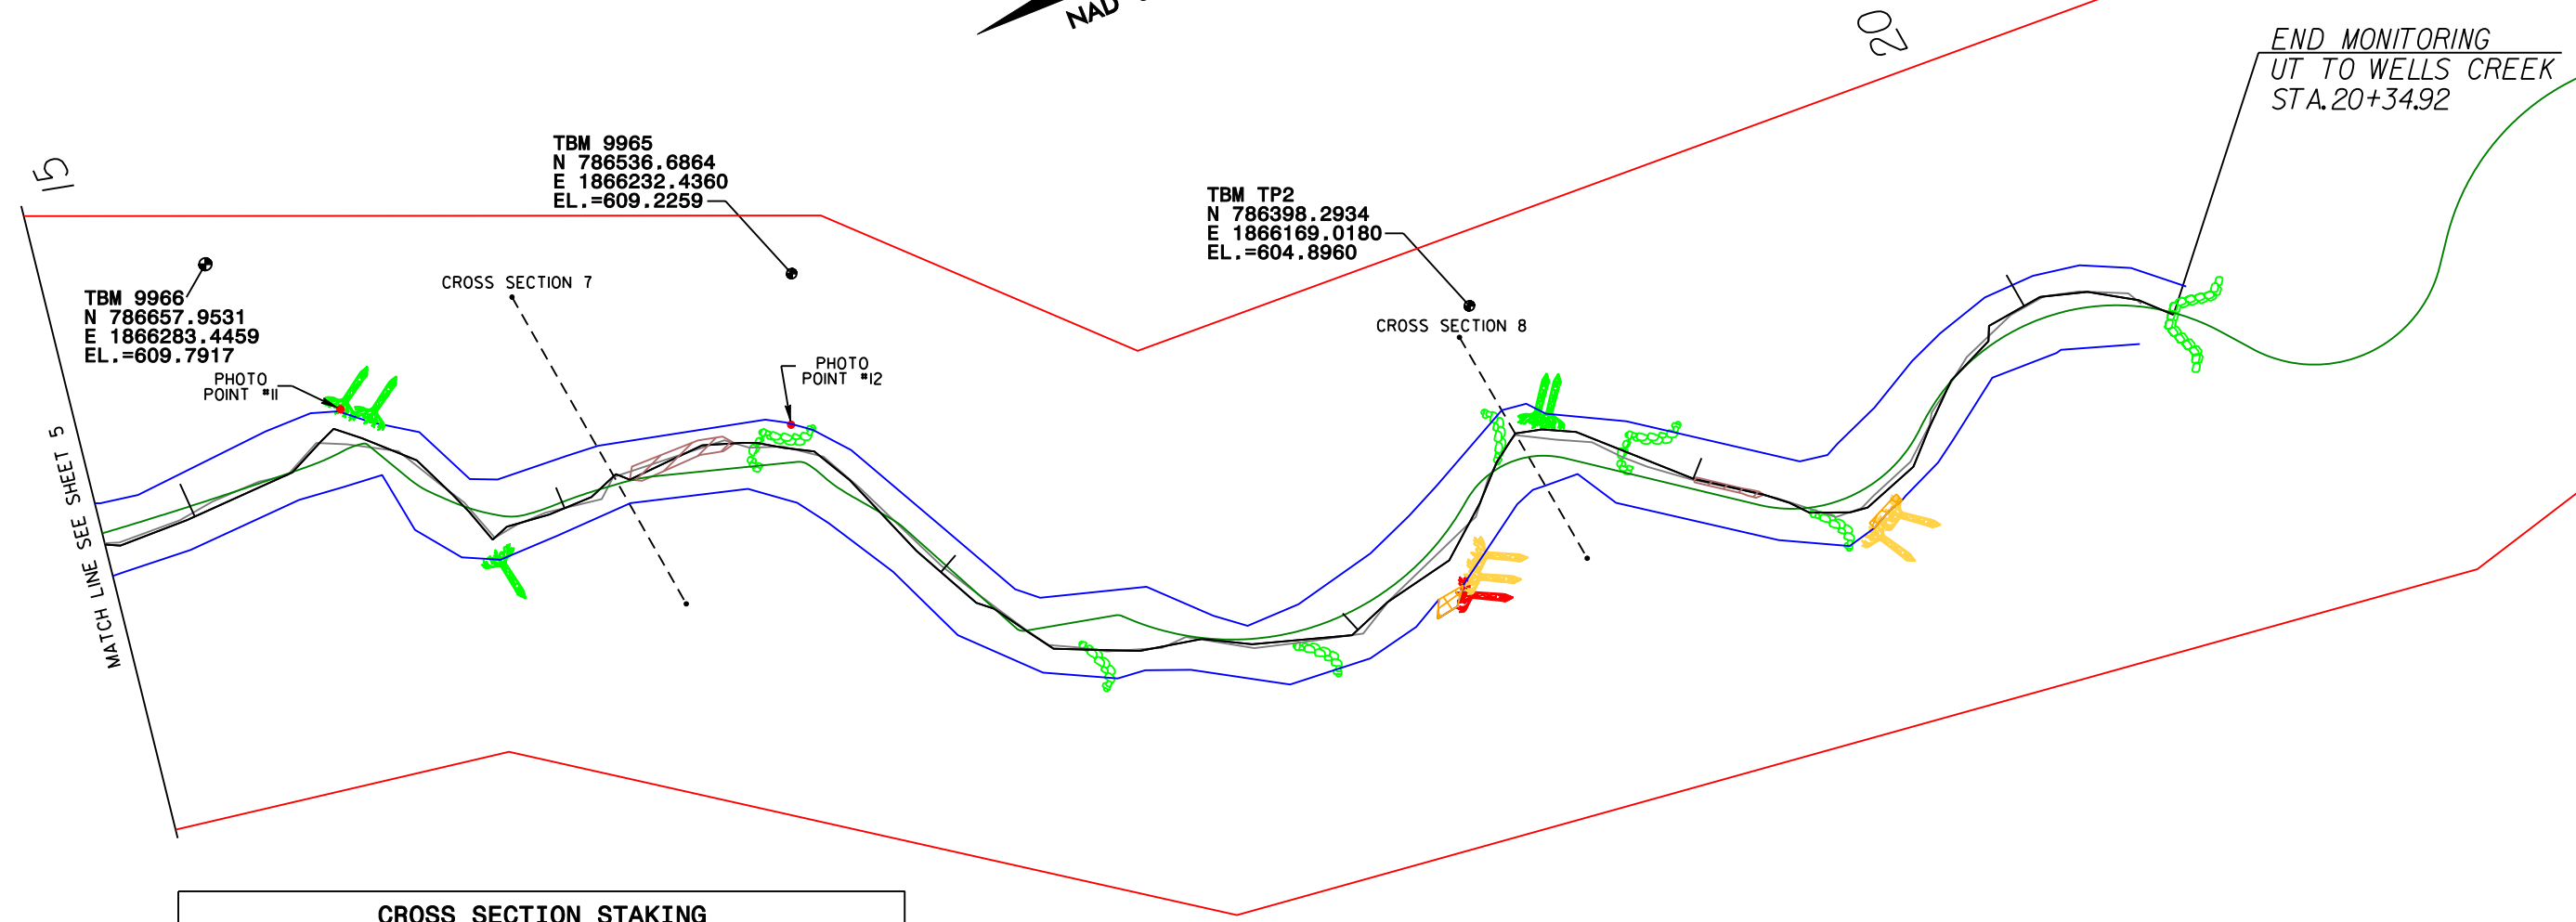 NAD
20
END MONITORING
UT TO WELLS CREEK
STA.20+34.92
15
TBM 9965
N 786536.6864
E 1866232.4360
EL.=609.2259
TBM TP2
N 786398.2934
E 1866169.0180
EL.=604.8960
CROSS SECTION 7
TBM 9966
N 786657.9531
E 1866283.4459
EL.=609.7917
CROSS SECTION 8
PHOTO
POINT #11
PHOTO
POINT #12
MATCH LINE SEE SHEET 5
CROSS SECTION STAKING